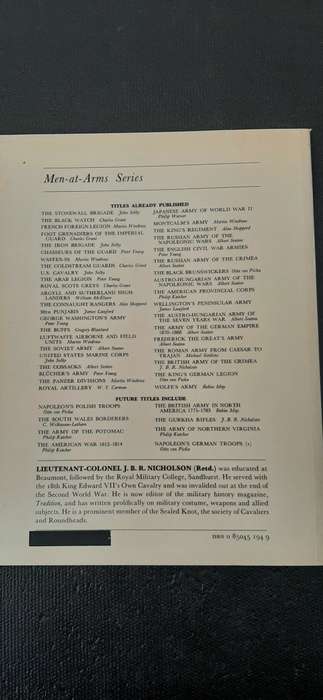 Men-at-Arms Series
TITLES ALREADY PUBLISHED
THE STONEWALL BRIGADE John Selby
THE BLACK WATCH Charles Grant
FRENCH FOREIGN LEGION Martin Windrow
FOOT GRENADIERS OF THE IMPERIAL
GUARD Charles Grant
THE IRON BRIGADE John Selby
CHASSEURS OF THE GUARD Peter Young
WAFFEN-SS Martin Windrow
THE COLDSTREAM GUARDS Charles Grant
U.S. CAVALRY John Selby
THE ARAB LEGION Peter Young
ROYAL SCOTS GREYS Charles Grant
ARGYLL AND SUTHERLAND HIGH-
LANDERS William McElwee
THE CONNAUGHT RANGERS Alan Shepperd
30TH PUNJABIS James Lawford
GEORGE WASHINGTON'S ARMY
Peter Young
THE BUFFS Gregory Blaxland
LUFTWAFFE AIRBORNE AND FIELD
UNITS Martin Windrow
THE SOVIET ARMY Albert Seaton
UNITED STATES MARINE CORPS
John Selby
THE COSSACKS Albert Seaton
BLÜCHER'S ARMY Peter Young
THE PANZER DIVISIONS Martin Windrow
ROYAL ARTILLERY W. Y. Carman
JAPANESE ARMY OF WORLD WAR II
Philip Warner
MONTCALM'S ARMY Martin Windrow
THE KING'S REGIMENT Alan Shepperd
THE RUSSIAN ARMY OF THE
NAPOLEONIC WARS Albert Seaton
THE ENGLISH CIVIL WAR ARMIES
Peter Young
THE RUSSIAN ARMY OF THE CRIMEA
Albert Seaton
THE BLACK BRUNSWICKERS Otto von Pivka
AUSTRO-HUNGARIAN ARMY OF THE
NAPOLEONIC WARS Albert Seaton
THE AMERICAN PROVINCIAL CORPS
Philip Katcher
WELLINGTON'S PENINSULAR ARMY
James Lawford
THE AUSTRO-HUNGARIAN ARMY OF
THE SEVEN YEARS WAR Albert Seaton
THE ARMY OF THE GERMAN EMPIRE
1870-1888 Albert Seaton
FREDERICK THE GREAT'S ARMY
Albert Seaton
THE ROMAN ARMY FROM CAESAR TO
TRAJAN Michael Simkins
THE BRITISH ARMY OF THE CRIMEA
J. B. R. Nicholson
THE KING'S GERMAN LEGION
Otto von Pivka
WOLFE'S ARMY Robin May
FUTURE TITLES INCLUDE
NAPOLEON'S POLISH TROOPS
Otto von Pivka
THE SOUTH WALES BORDERERS
C. Wilkinson-Latham
THE ARMY OF THE POTOMAC
Philip Katcher
THE AMERICAN WAR 1812-1814
Philip Katcher
THE BRITISH ARMY IN NORTH
AMERICA 1775-1783 Robin May
THE GURKHA RIFLES J. B. R. Nicholson
THE ARMY OF NORTHERN VIRGINIA
Philip Katcher
NAPOLEON'S GERMAN TROOPS (1)
Otto von Pivka
LIEUTENANT-COLONEL J. B. R. NICHOLSON (Retd.) was educated at
Beaumont, followed by the Royal Military College, Sandhurst. He served with
the 18th King Edward VII's Own Cavalry and was invalided out at the end of
the Second World War. He is now editor of the military history magazine,
Tradition, and has written prolifically on military costume, weapons and allied
subjects. He is a prominent member of the Sealed Knot, the society of Cavaliers
and Roundheads.
ISBN 0 85045 194 9